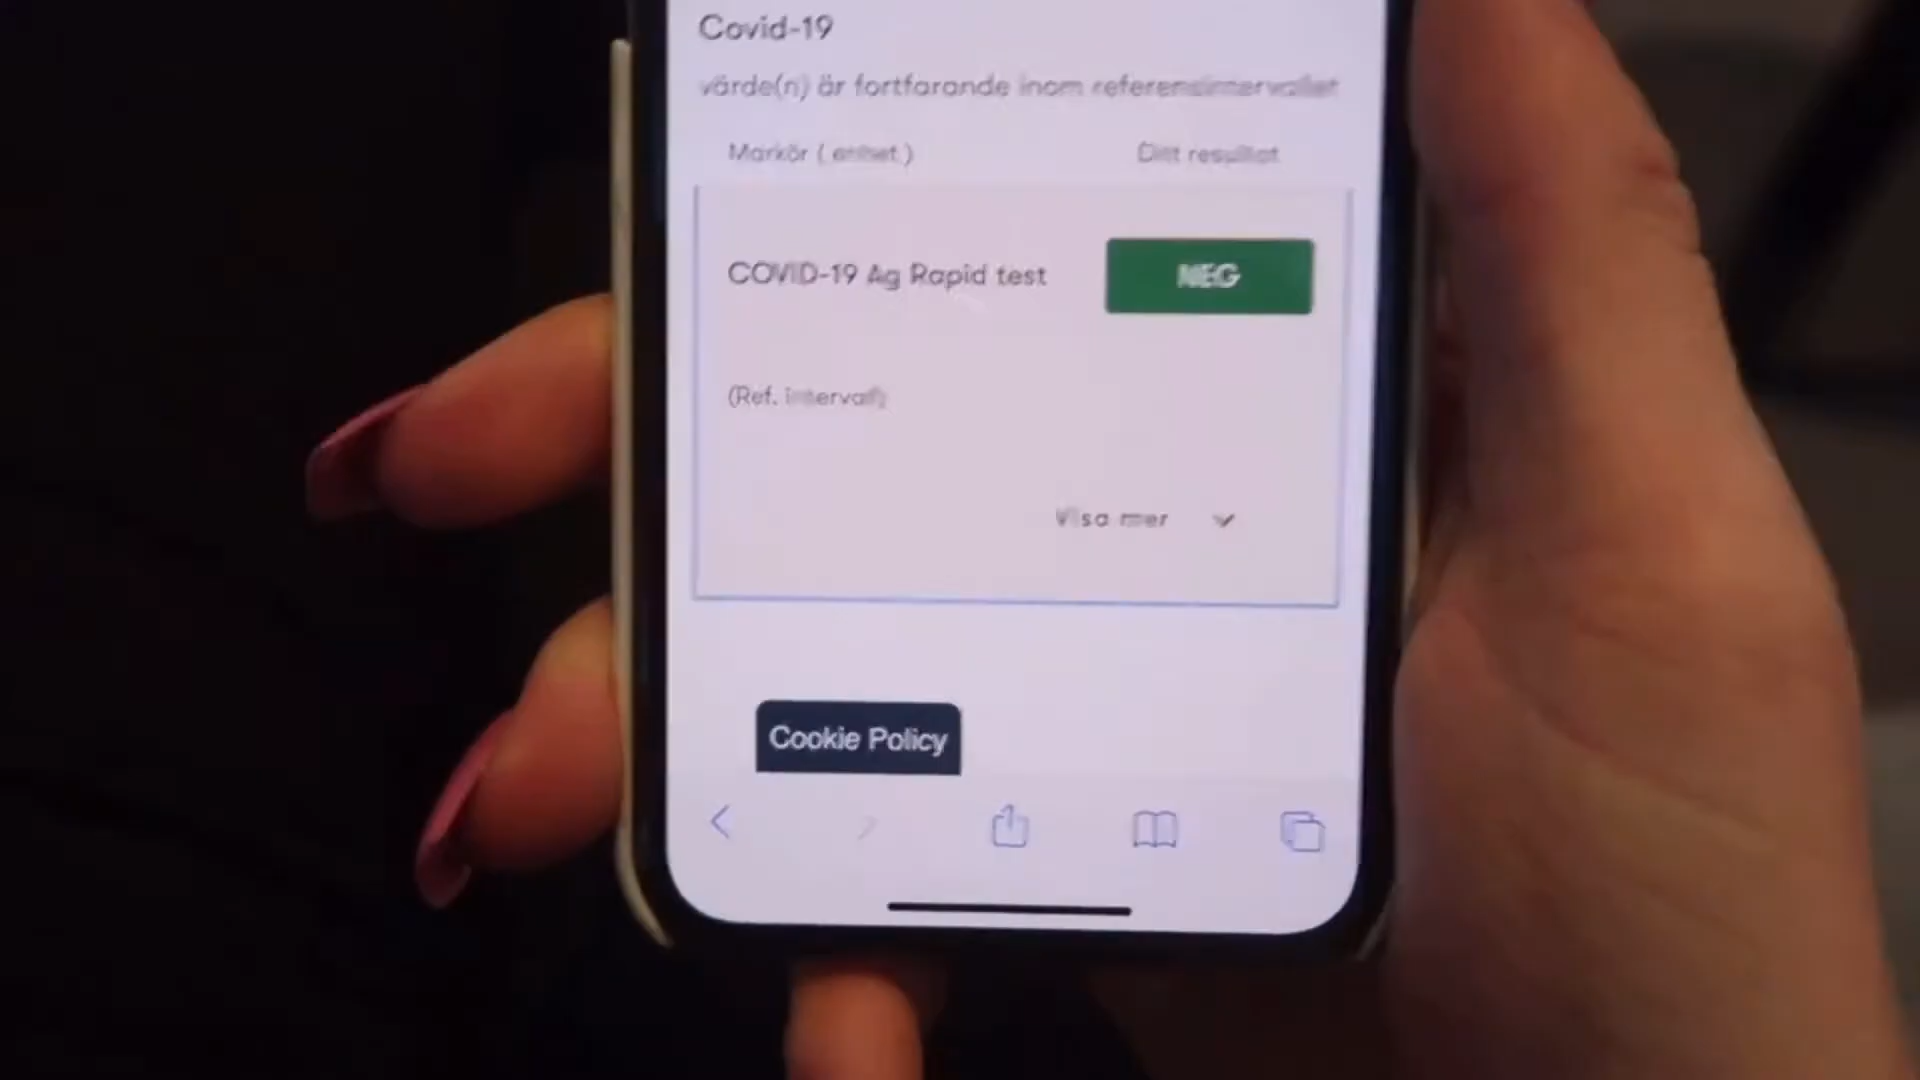 Covid-19
värde(n) är fortfarande inom referensintervallet
Markör ( enhet ) Ditt resultat
COVID-19 Ag Rapid test NEG
(Ref. intervall)
Visa mer
Cookie Policy